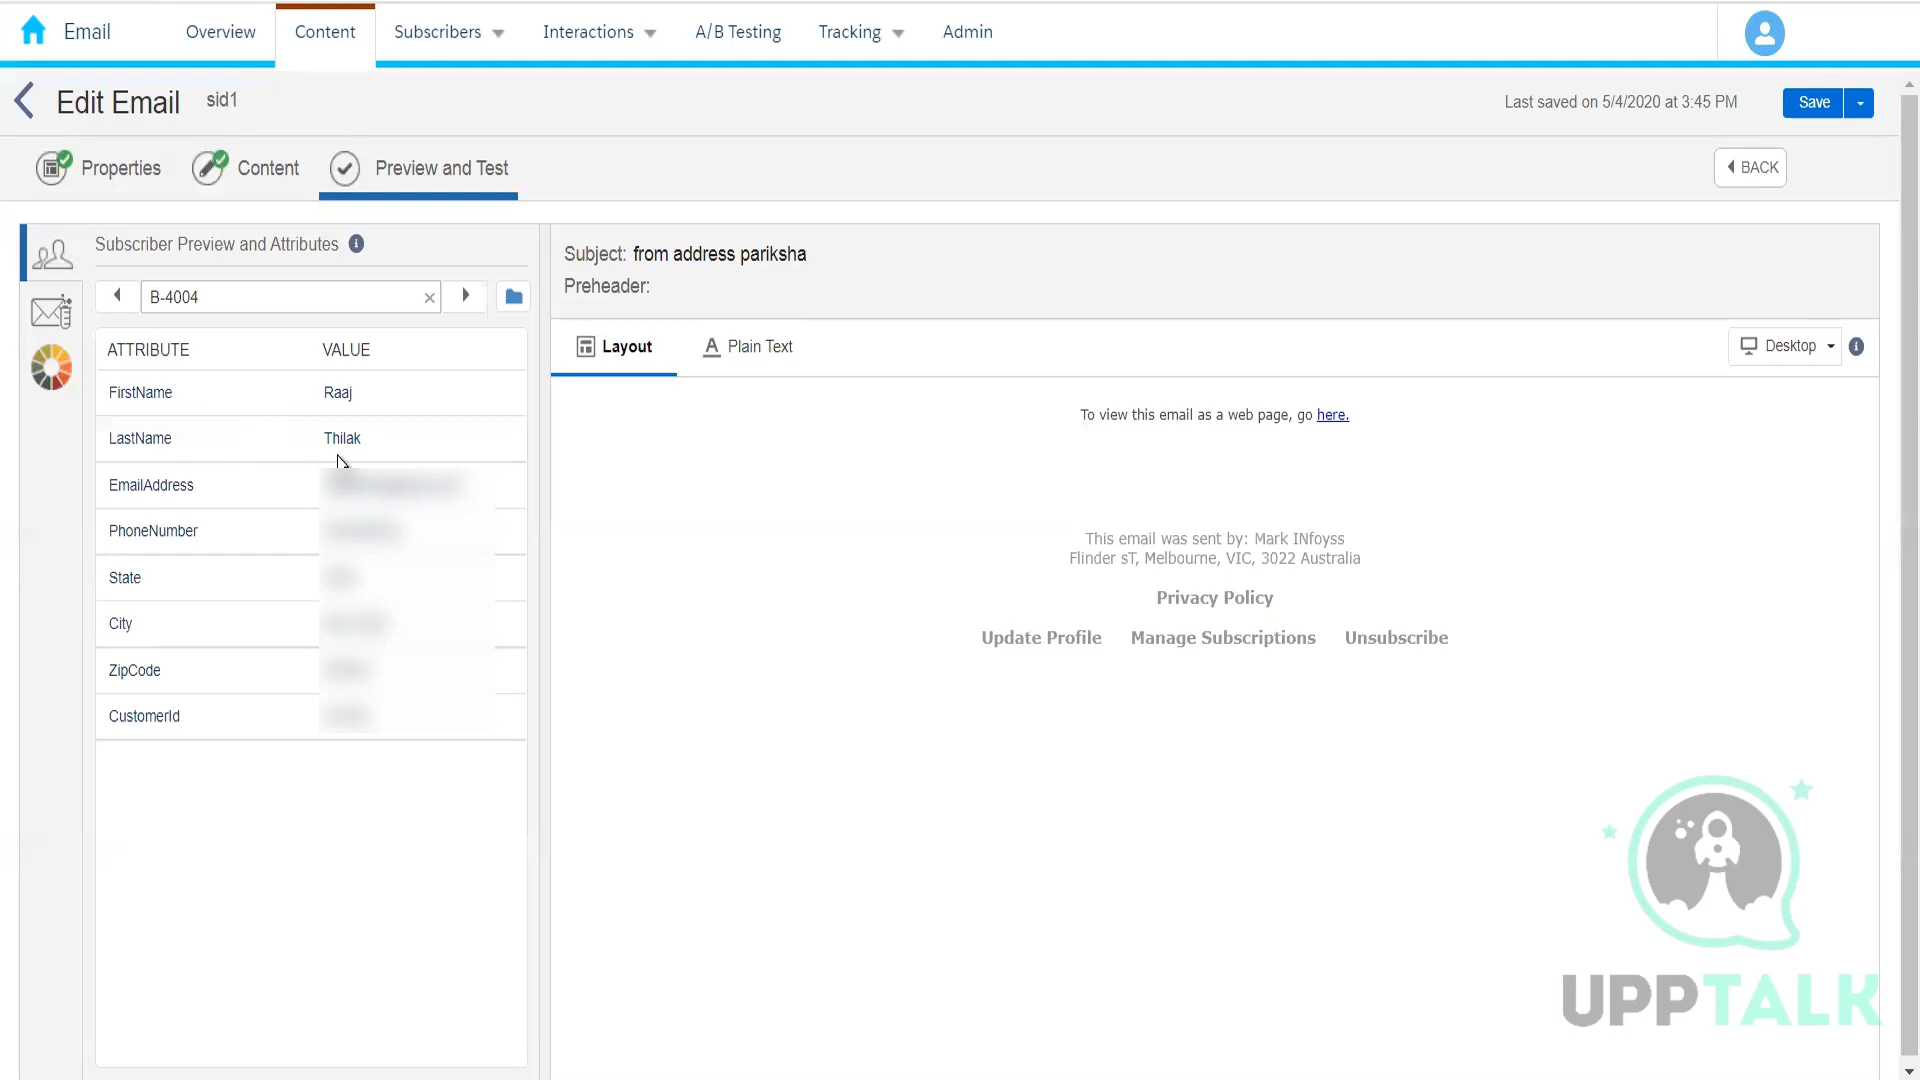 Email Overview Content Subscribers Interactions A/B Testing Tracking Admin
Edit Email sid1 Last saved on 5/4/2020 at 3:45 PM Save
Properties Content Preview and Test BACK
Subscriber Preview and Attributes
B-4004
ATTRIBUTE VALUE
FirstName Raaj
LastName Thilak
EmailAddress
PhoneNumber
State
City
ZipCode
CustomerId
Subject: from address pariksha
Preheader:
Layout Plain Text Desktop
To view this email as a web page, go here.
This email was sent by: Mark INfoyss
Flinder sT, Melbourne, VIC, 3022 Australia
Privacy Policy
Update Profile Manage Subscriptions Unsubscribe
UPPTALK